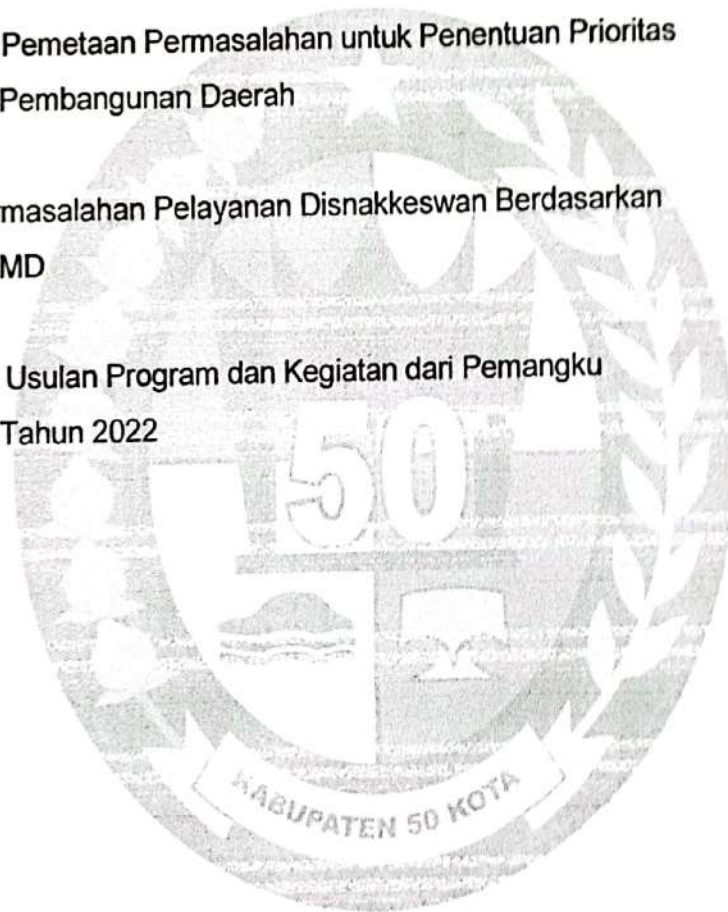 Pemetaan Permasalahan untuk Penentuan Prioritas
Pembangunan Daerah
masalahan Pelayanan Disnakkeswan Berdasarkan
MD
Usulan Program dan Kegiatan dari Pemangku
Tahun 2022
50
KABUPATEN 50 KOTA